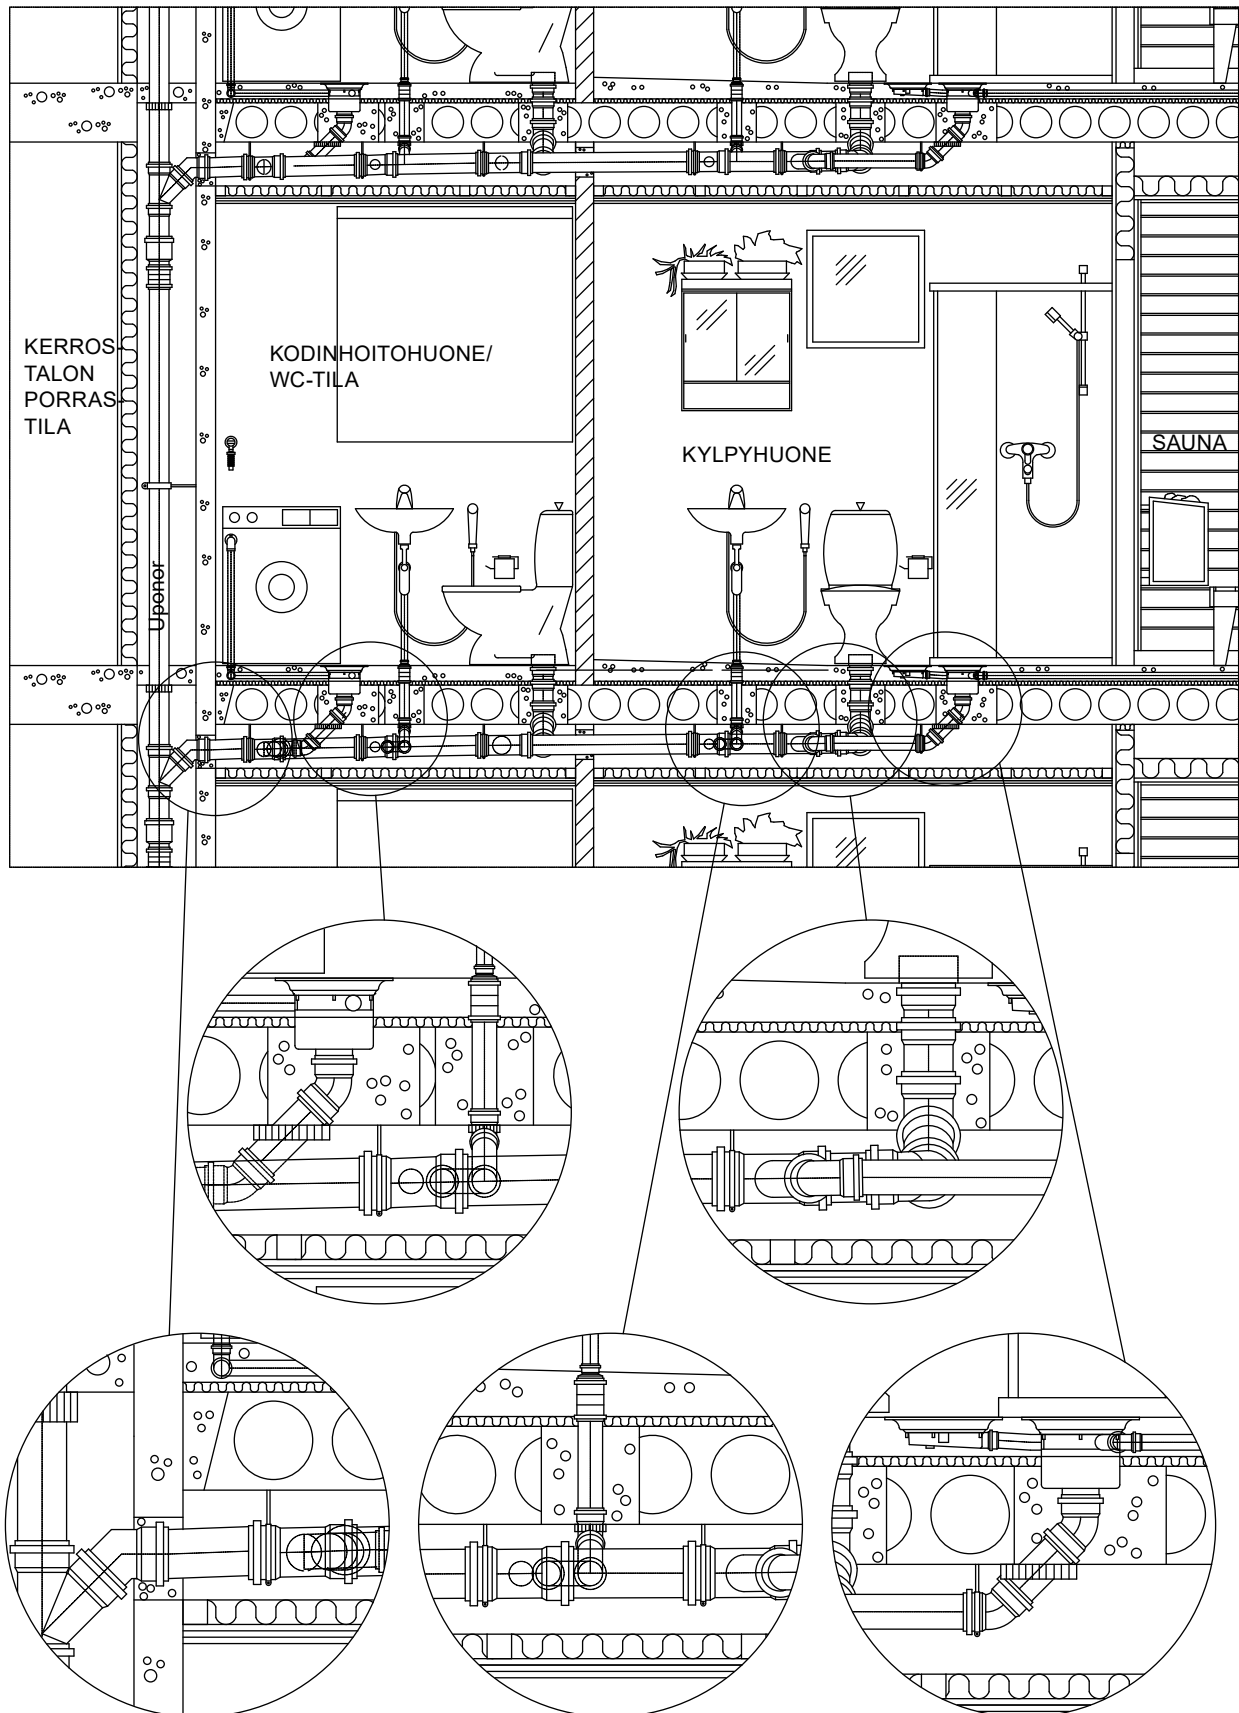 KERROS-
TALON
PORRAS-
TILA
KODINHOITOHUONE/
WC-TILA
KYLPYHUONE
SAUNA
Uponor